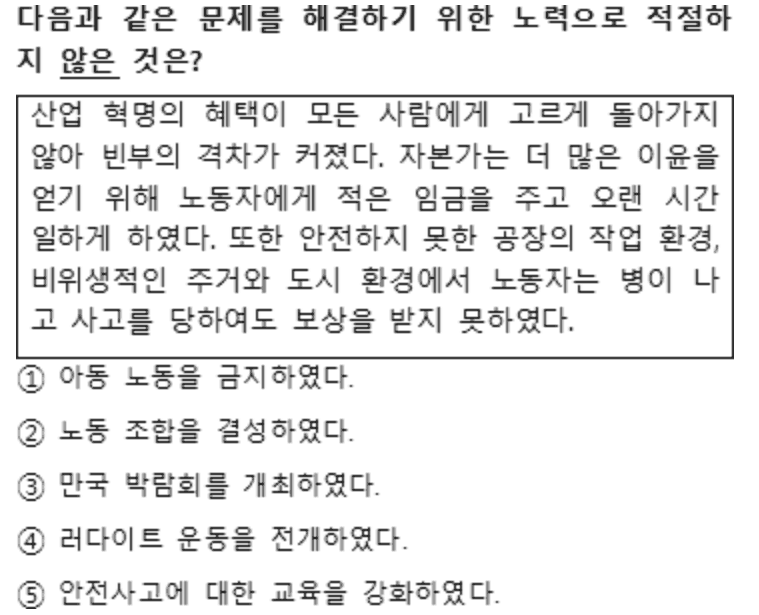 다음과 같은 문제를 해결하기 위한 노력으로 적절하
지 않은 것은?
산업 혁명의 혜택이 모든 사람에게 고르게 돌아가지
않아 빈부의 격차가 커졌다. 자본가는 더 많은 이윤을
얻기 위해 노동자에게 적은 임금을 주고 오랜 시간
일하게 하였다. 또한 안전하지 못한 공장의 작업 환경,
비위생적인 주거와 도시 환경에서 노동자는 병이 나
고 사고를 당하여도 보상을 받지 못하였다.
① 아동 노동을 금지하였다.
② 노동 조합을 결성하였다.
③ 만국 박람회를 개최하였다.
④ 러다이트 운동을 전개하였다.
⑤ 안전사고에 대한 교육을 강화하였다.